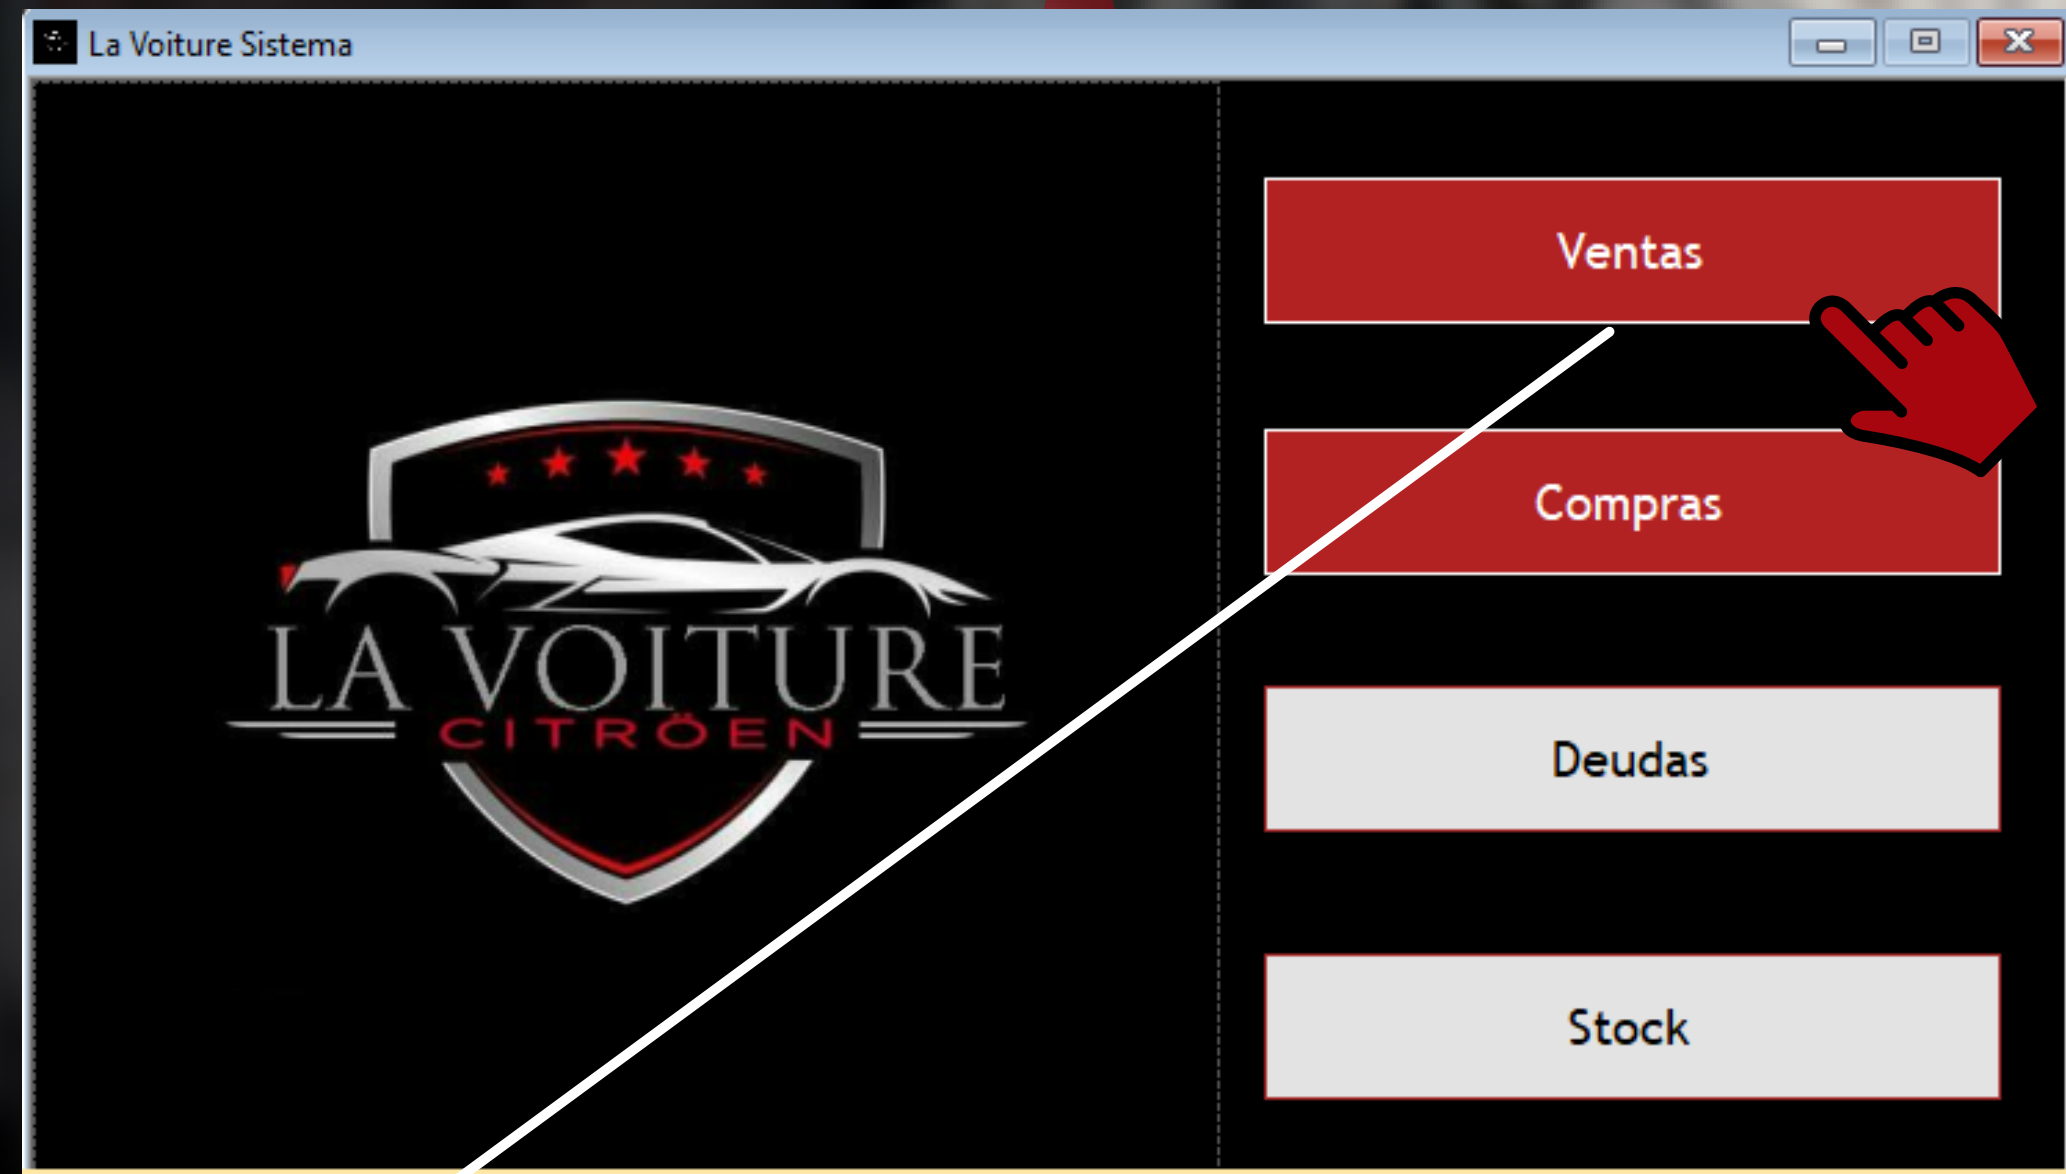 La Voiture Sistema
Ventas
Compras
LA VOITURE
CITRÖEN
Deudas
Stock